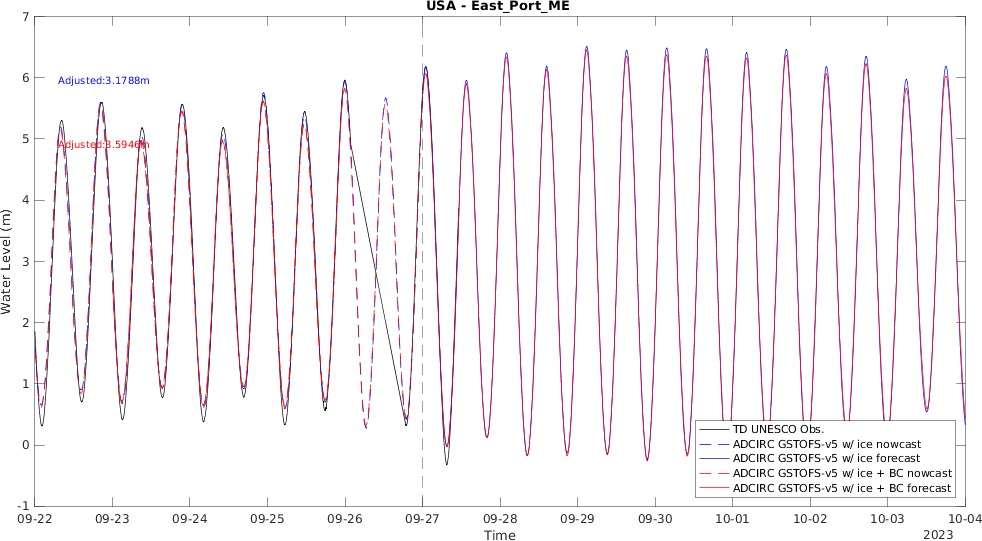 USA - East_Port_ME
7
6
5
4
3
2
1
0
-1
Water Level (m)
Adjusted:3.1788m
Adjusted:3.5946m
TD UNESCO Obs.
ADCIRC GSTOFS-v5 w/ ice nowcast
ADCIRC GSTOFS-v5 w/ ice forecast
ADCIRC GSTOFS-v5 w/ ice + BC nowcast
ADCIRC GSTOFS-v5 w/ ice + BC forecast
09-22 09-23 09-24 09-25 09-26 09-27 09-28 09-29 09-30 10-01 10-02 10-03 10-04
Time
2023